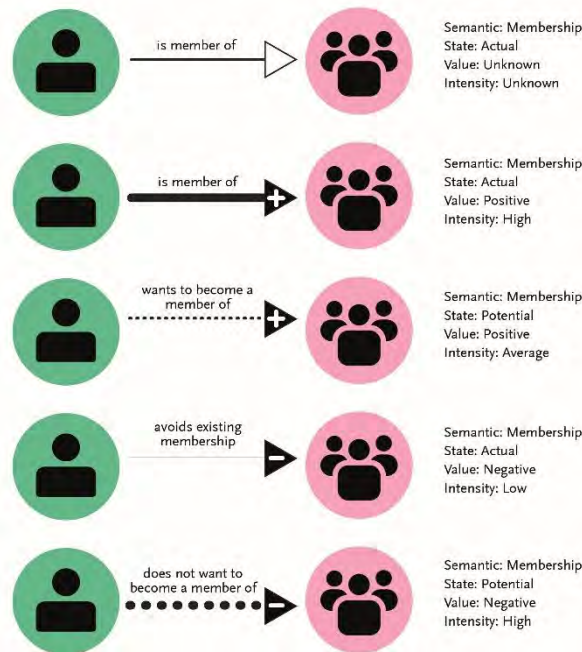 is member of
Semantic: Membership
State: Actual
Value: Unknown
Intensity: Unknown
is member of
+
Semantic: Membership
State: Actual
Value: Positive
Intensity: High
wants to become a
member of
+
Semantic: Membership
State: Potential
Value: Positive
Intensity: Average
avoids existing
membership
-
Semantic: Membership
State: Actual
Value: Negative
Intensity: Low
does not want to
become a member of
-
Semantic: Membership
State: Potential
Value: Negative
Intensity: High